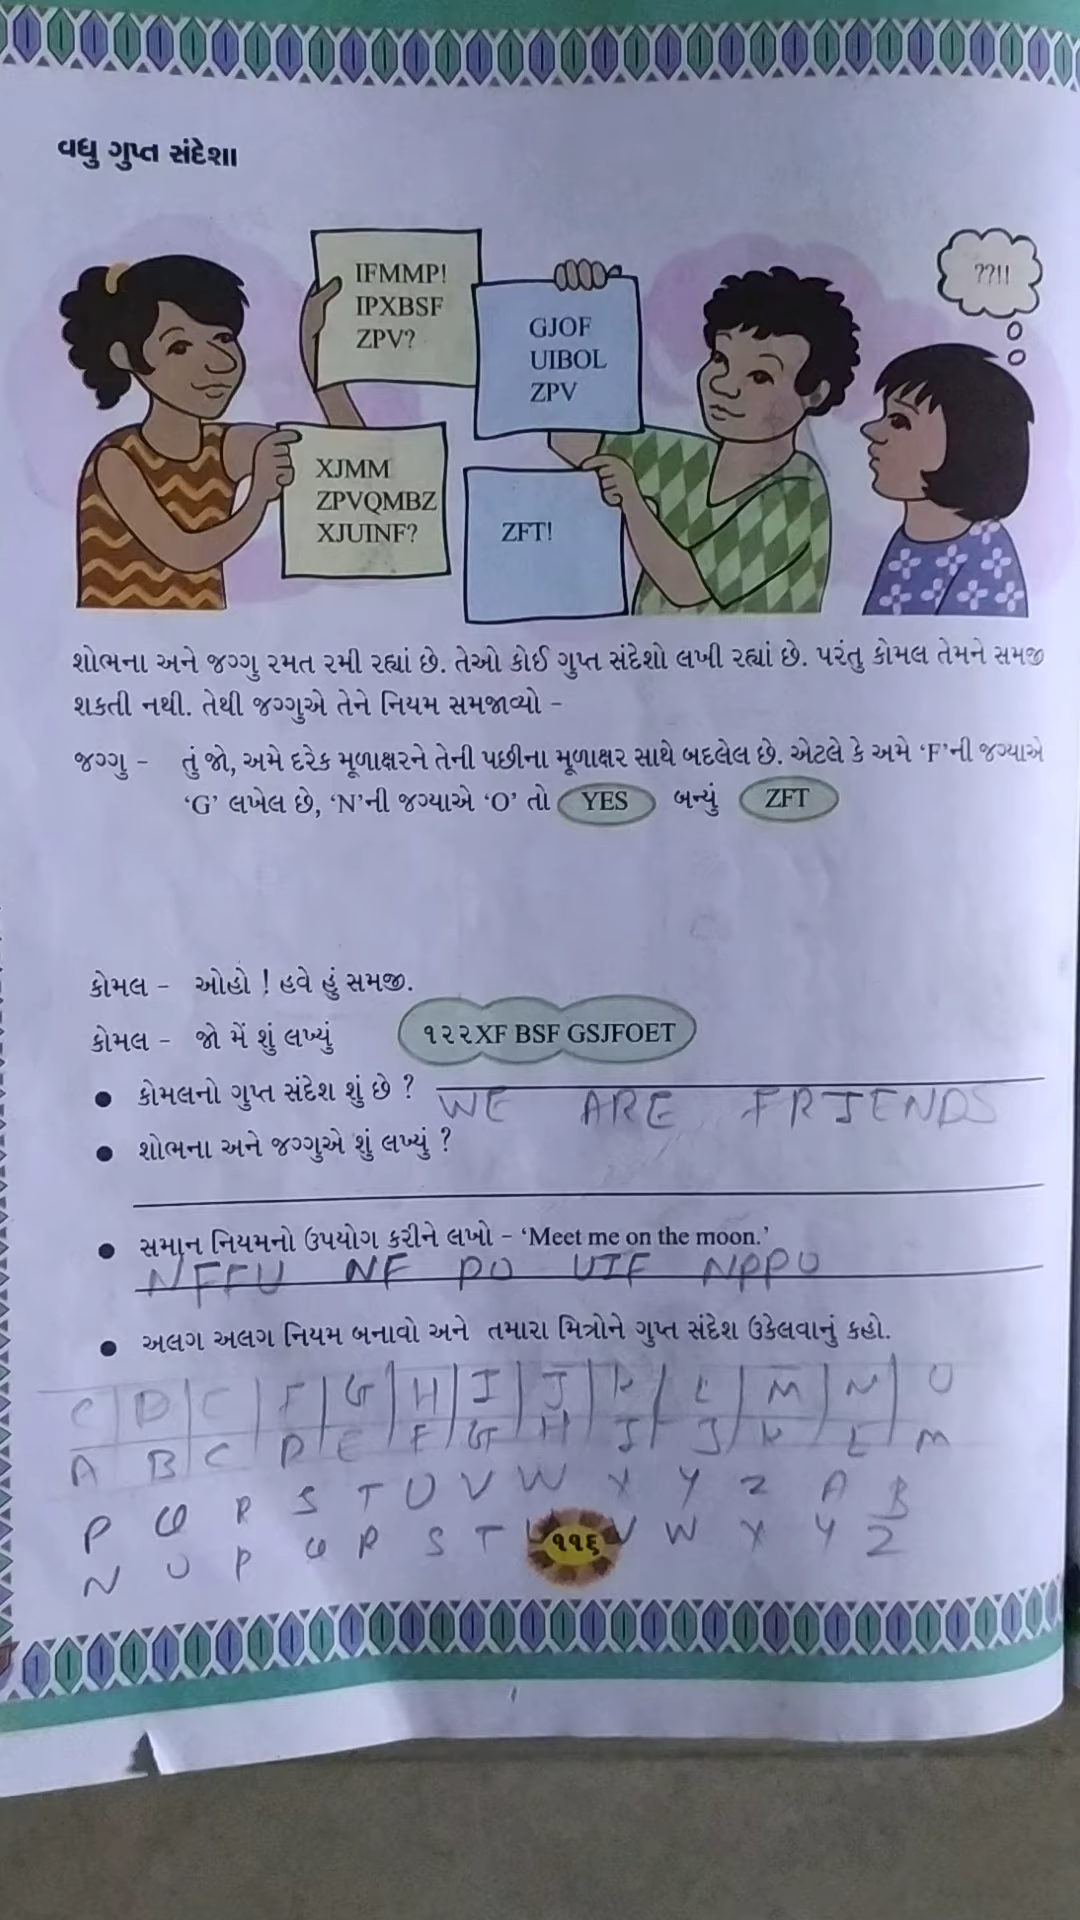 વધુ ગુપ્ત સંદેશા
IFMMP!
IPXBSF
ZPV?
GJOF
UIBOL
ZPV
??!!
XJMM
ZPVQMBZ
XJUINF?
ZFT!
શોભના અને જગ્ગુ રમત રમી રહ્યાં છે. તેઓ કોઈ ગુપ્ત સંદેશો લખી રહ્યાં છે. પરંતુ કોમલ તેમને સમજી
શકતી નથી. તેથી જગ્ગુએ તેને નિયમ સમજાવ્યો -
જગ્ગુ - તું જો, અમે દરેક મૂળાક્ષરને તેની પછીના મૂળાક્ષર સાથે બદલેલ છે. એટલે કે અમે ‘F’ની જગ્યાએ
‘G’ લખેલ છે, ‘N’ની જગ્યાએ ‘O’ તો YES બન્યું ZFT
કોમલ - ઓહો ! હવે હું સમજી.
કોમલ - જો મેં શું લખ્યું ૧૨૨XF BSF GSJFOET
• કોમલનો ગુપ્ત સંદેશ શું છે ? WE ARE FRIENDS
• શોભના અને જગ્ગુએ શું લખ્યું ?
• સમાન નિયમનો ઉપયોગ કરીને લખો - ‘Meet me on the moon.’
NFFU NF PO UIF NPPO
• અલગ અલગ નિયમ બનાવો અને તમારા મિત્રોને ગુપ્ત સંદેશ ઉકેલવાનું કહો.
C D C F G H I J K L M N O
A B C D E F G H I J K L M
P Q R S T U V W X Y Z A B
N O P Q R S T U V W X Y Z
૧૧૬